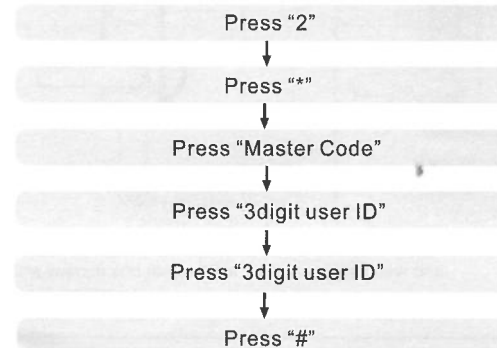 Press “2”
Press “*”
Press “Master Code”
Press “3digit user ID”
Press “3digit user ID”
Press “#”